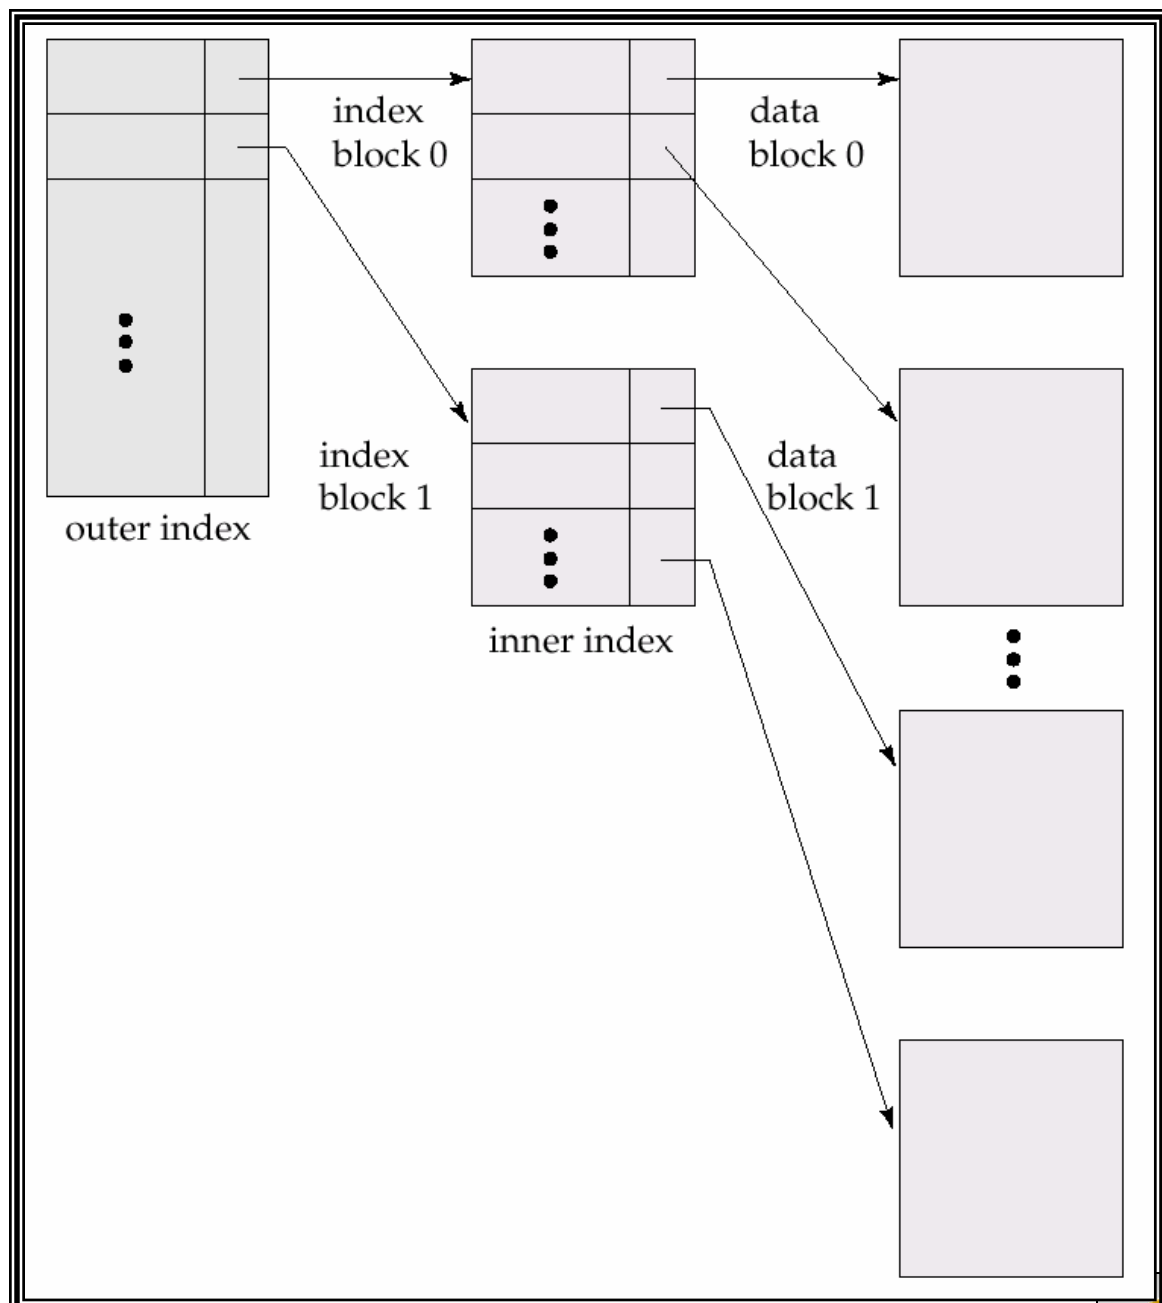 index
block 0
data
block 0
index
block 1
data
block 1
outer index
inner index